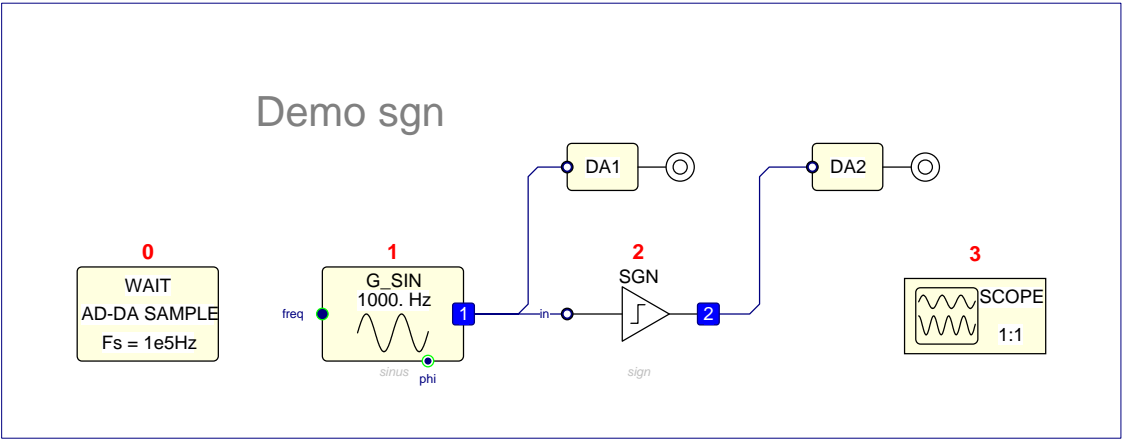 Demo sgn
DA1
DA2
0
1
2
3
WAIT
AD-DA SAMPLE
Fs = 1e5Hz
G_SIN
1000. Hz
freq
1
phi
sinus
SGN
in
2
sign
SCOPE
1:1